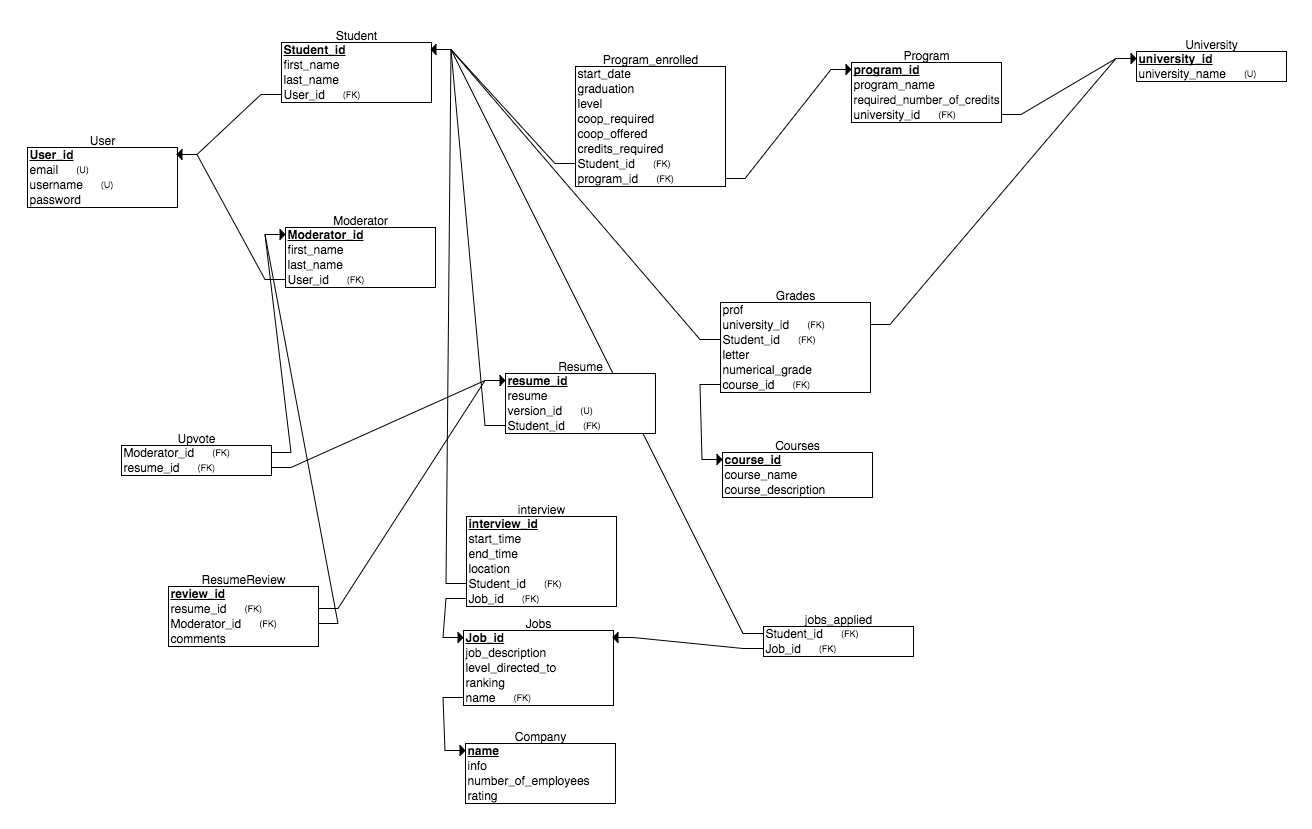 Student
Student_id
first_name
last_name
User_id (FK)
Program_enrolled
start_date
graduation
level
coop_required
coop_offered
credits_required
Student_id (FK)
program_id (FK)
Program
program_id
program_name
required_number_of_credits
university_id (FK)
University
university_id
university_name (U)
User
User_id
email (U)
username (U)
password
Moderator
Moderator_id
first_name
last_name
User_id (FK)
Grades
prof
university_id (FK)
Student_id (FK)
letter
numerical_grade
course_id (FK)
Resume
resume_id
resume
version_id (U)
Student_id (FK)
Upvote
Moderator_id (FK)
resume_id (FK)
Courses
course_id
course_name
course_description
interview
interview_id
start_time
end_time
location
Student_id (FK)
Job_id (FK)
ResumeReview
review_id
resume_id (FK)
Moderator_id (FK)
comments
Jobs
Job_id
job_description
level_directed_to
ranking
name (FK)
jobs_applied
Student_id (FK)
Job_id (FK)
Company
name
info
number_of_employees
rating